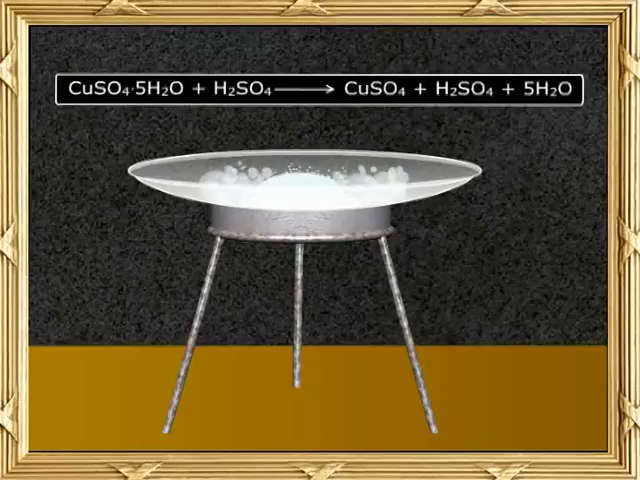 CuSO₄·5H₂O + H₂SO₄ ⟶ CuSO₄ + H₂SO₄ + 5H₂O